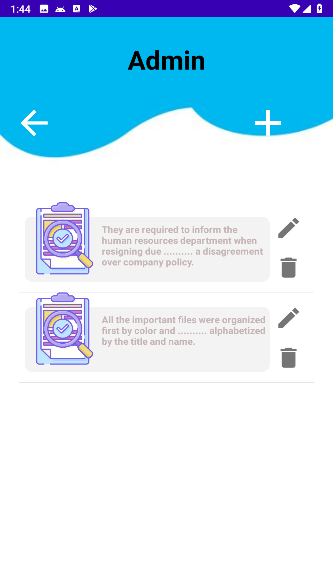 1:44
Admin
They are required to inform the
human resources department when
resigning due .......... a disagreement
over company policy.
All the important files were organized
first by color and .......... alphabetized
by the title and name.